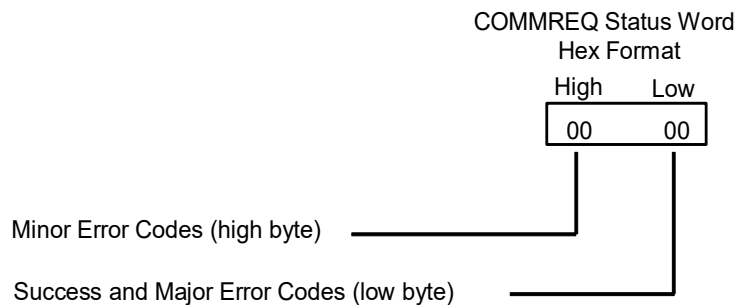 COMMREQ Status Word
Hex Format
High Low
00 00
Minor Error Codes (high byte)
Success and Major Error Codes (low byte)